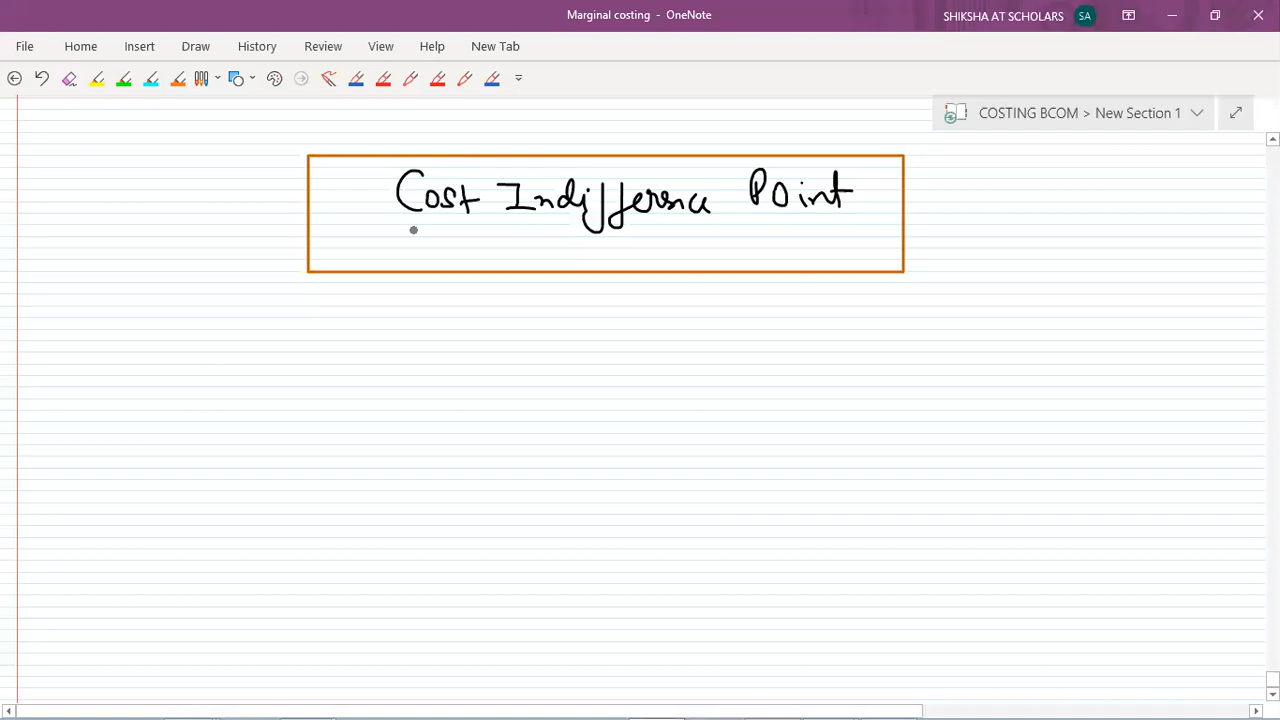 Marginal costing - OneNote
SHIKSHA AT SCHOLARS SA
File Home Insert Draw History Review View Help New Tab
COSTING BCOM > New Section 1
Cost Indifference Point